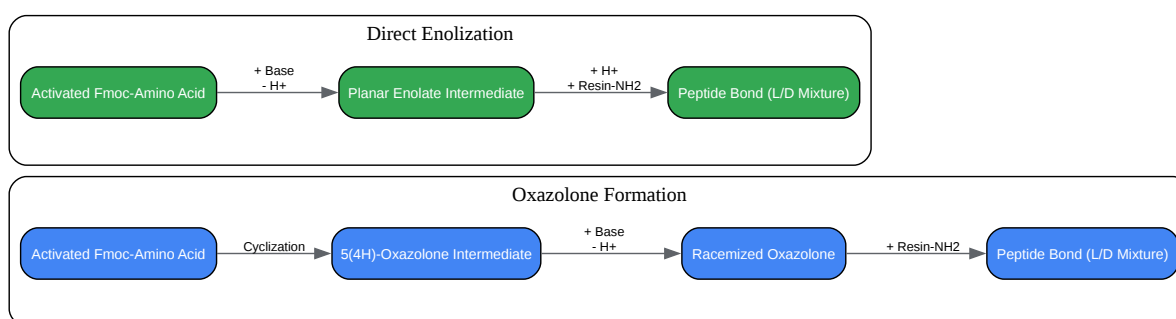 Direct Enolization
Activated Fmoc-Amino Acid
+ Base
- H+
Planar Enolate Intermediate
+ H+
+ Resin-NH2
Peptide Bond (L/D Mixture)
Oxazolone Formation
Activated Fmoc-Amino Acid
Cyclization
5(4H)-Oxazolone Intermediate
+ Base
- H+
Racemized Oxazolone
+ Resin-NH2
Peptide Bond (L/D Mixture)